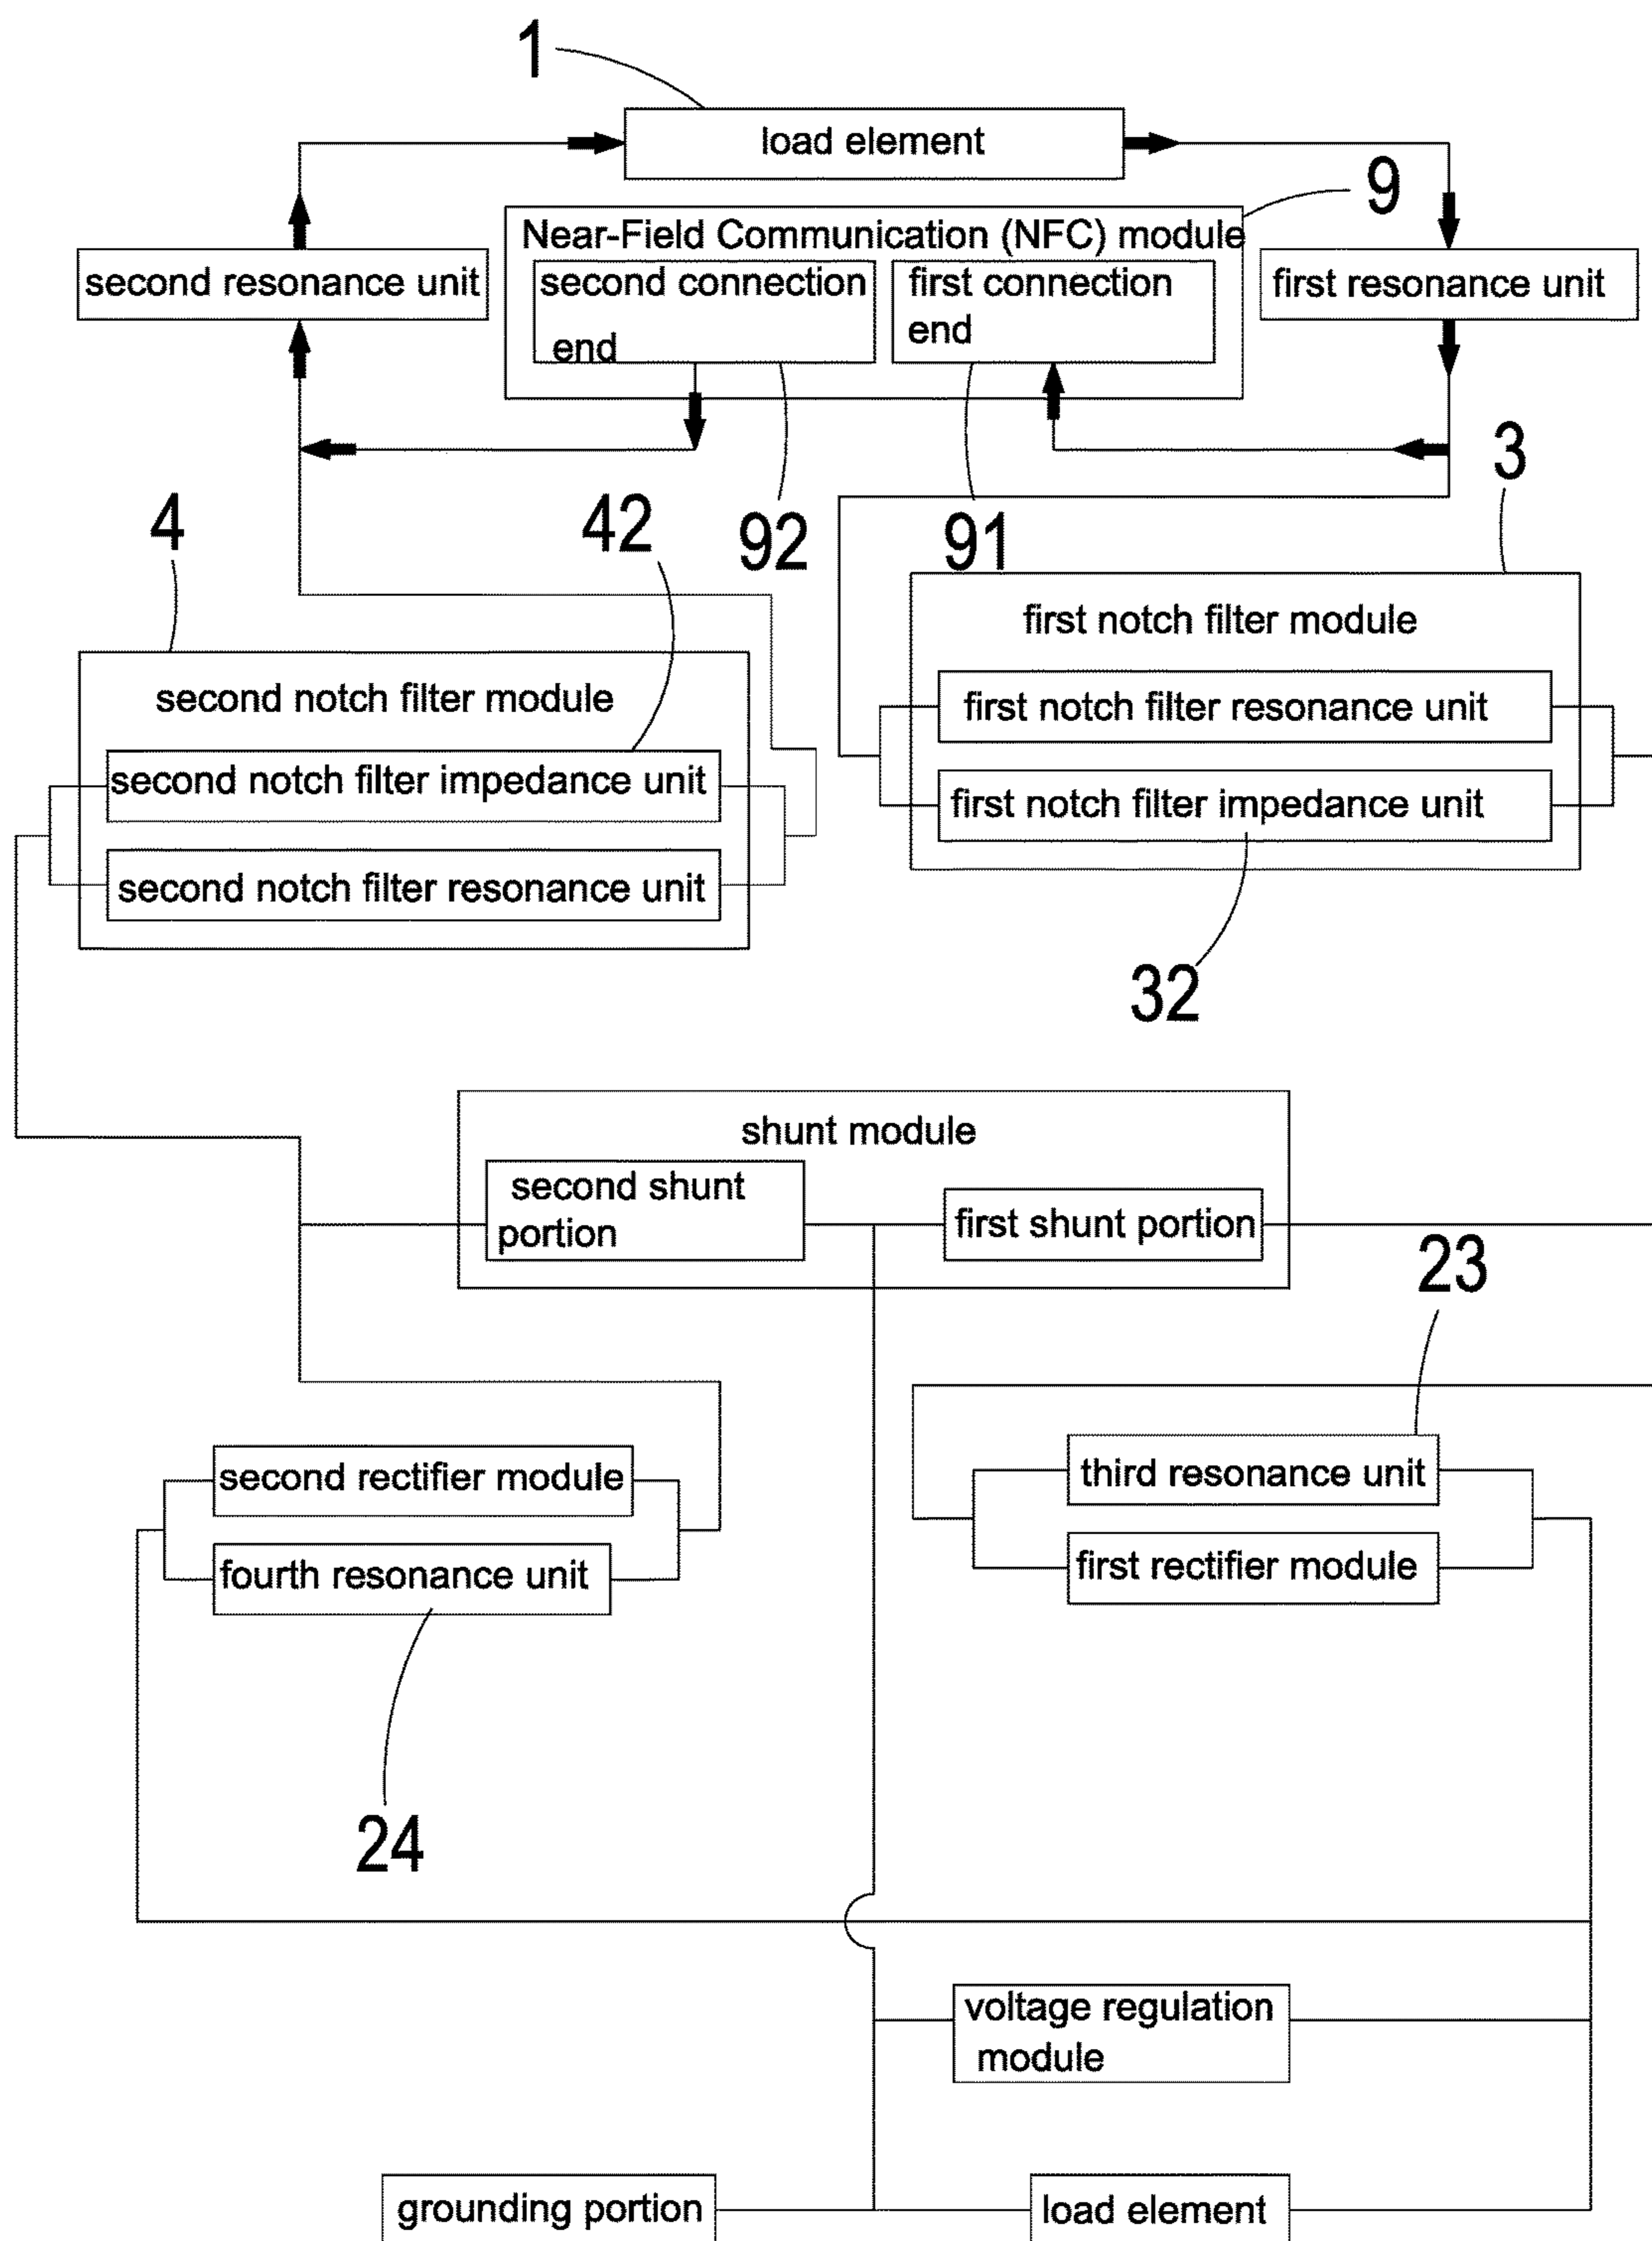 1
load element
9
Near-Field Communication (NFC) module
second resonance unit
second connection
end
first connection
end
first resonance unit
3
4
42
92
91
first notch filter module
second notch filter module
first notch filter resonance unit
second notch filter impedance unit
first notch filter impedance unit
second notch filter resonance unit
32
shunt module
second shunt
portion
first shunt portion
23
second rectifier module
third resonance unit
fourth resonance unit
first rectifier module
24
voltage regulation
module
grounding portion
load element